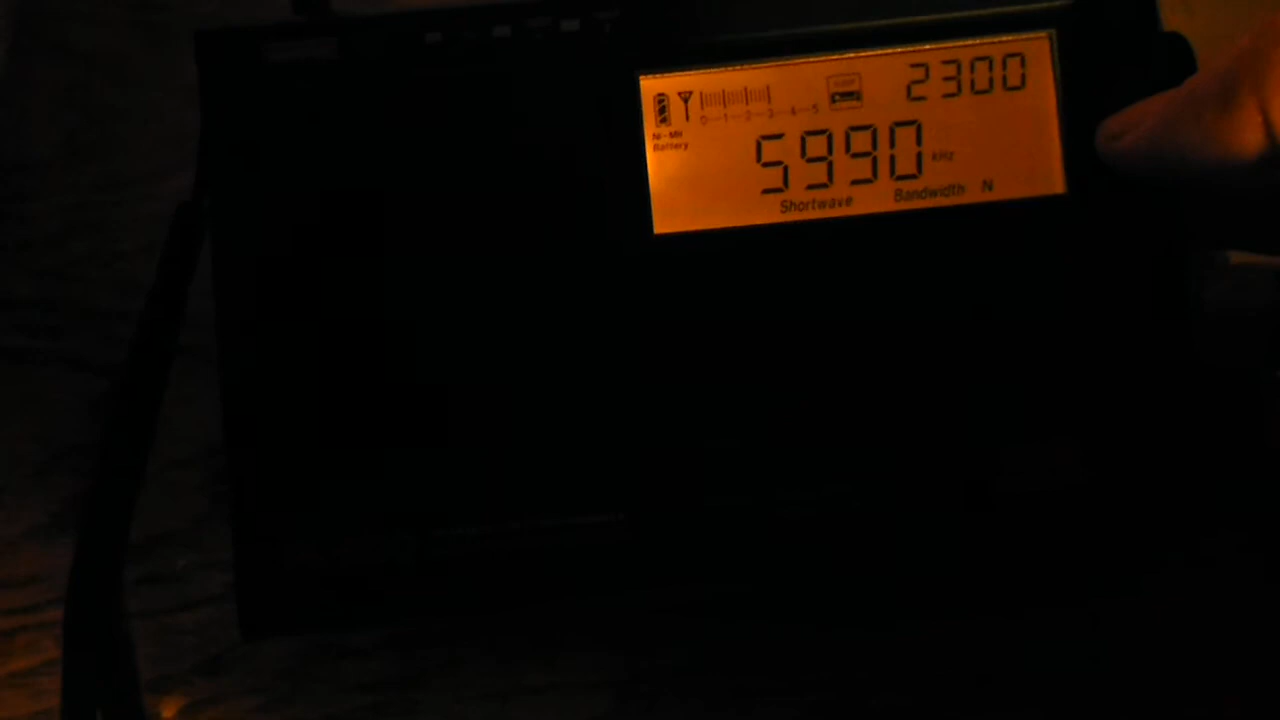 2300
0-1-2-3-4-5
Ni-MH
Battery
5990 kHz
Shortwave Bandwidth N